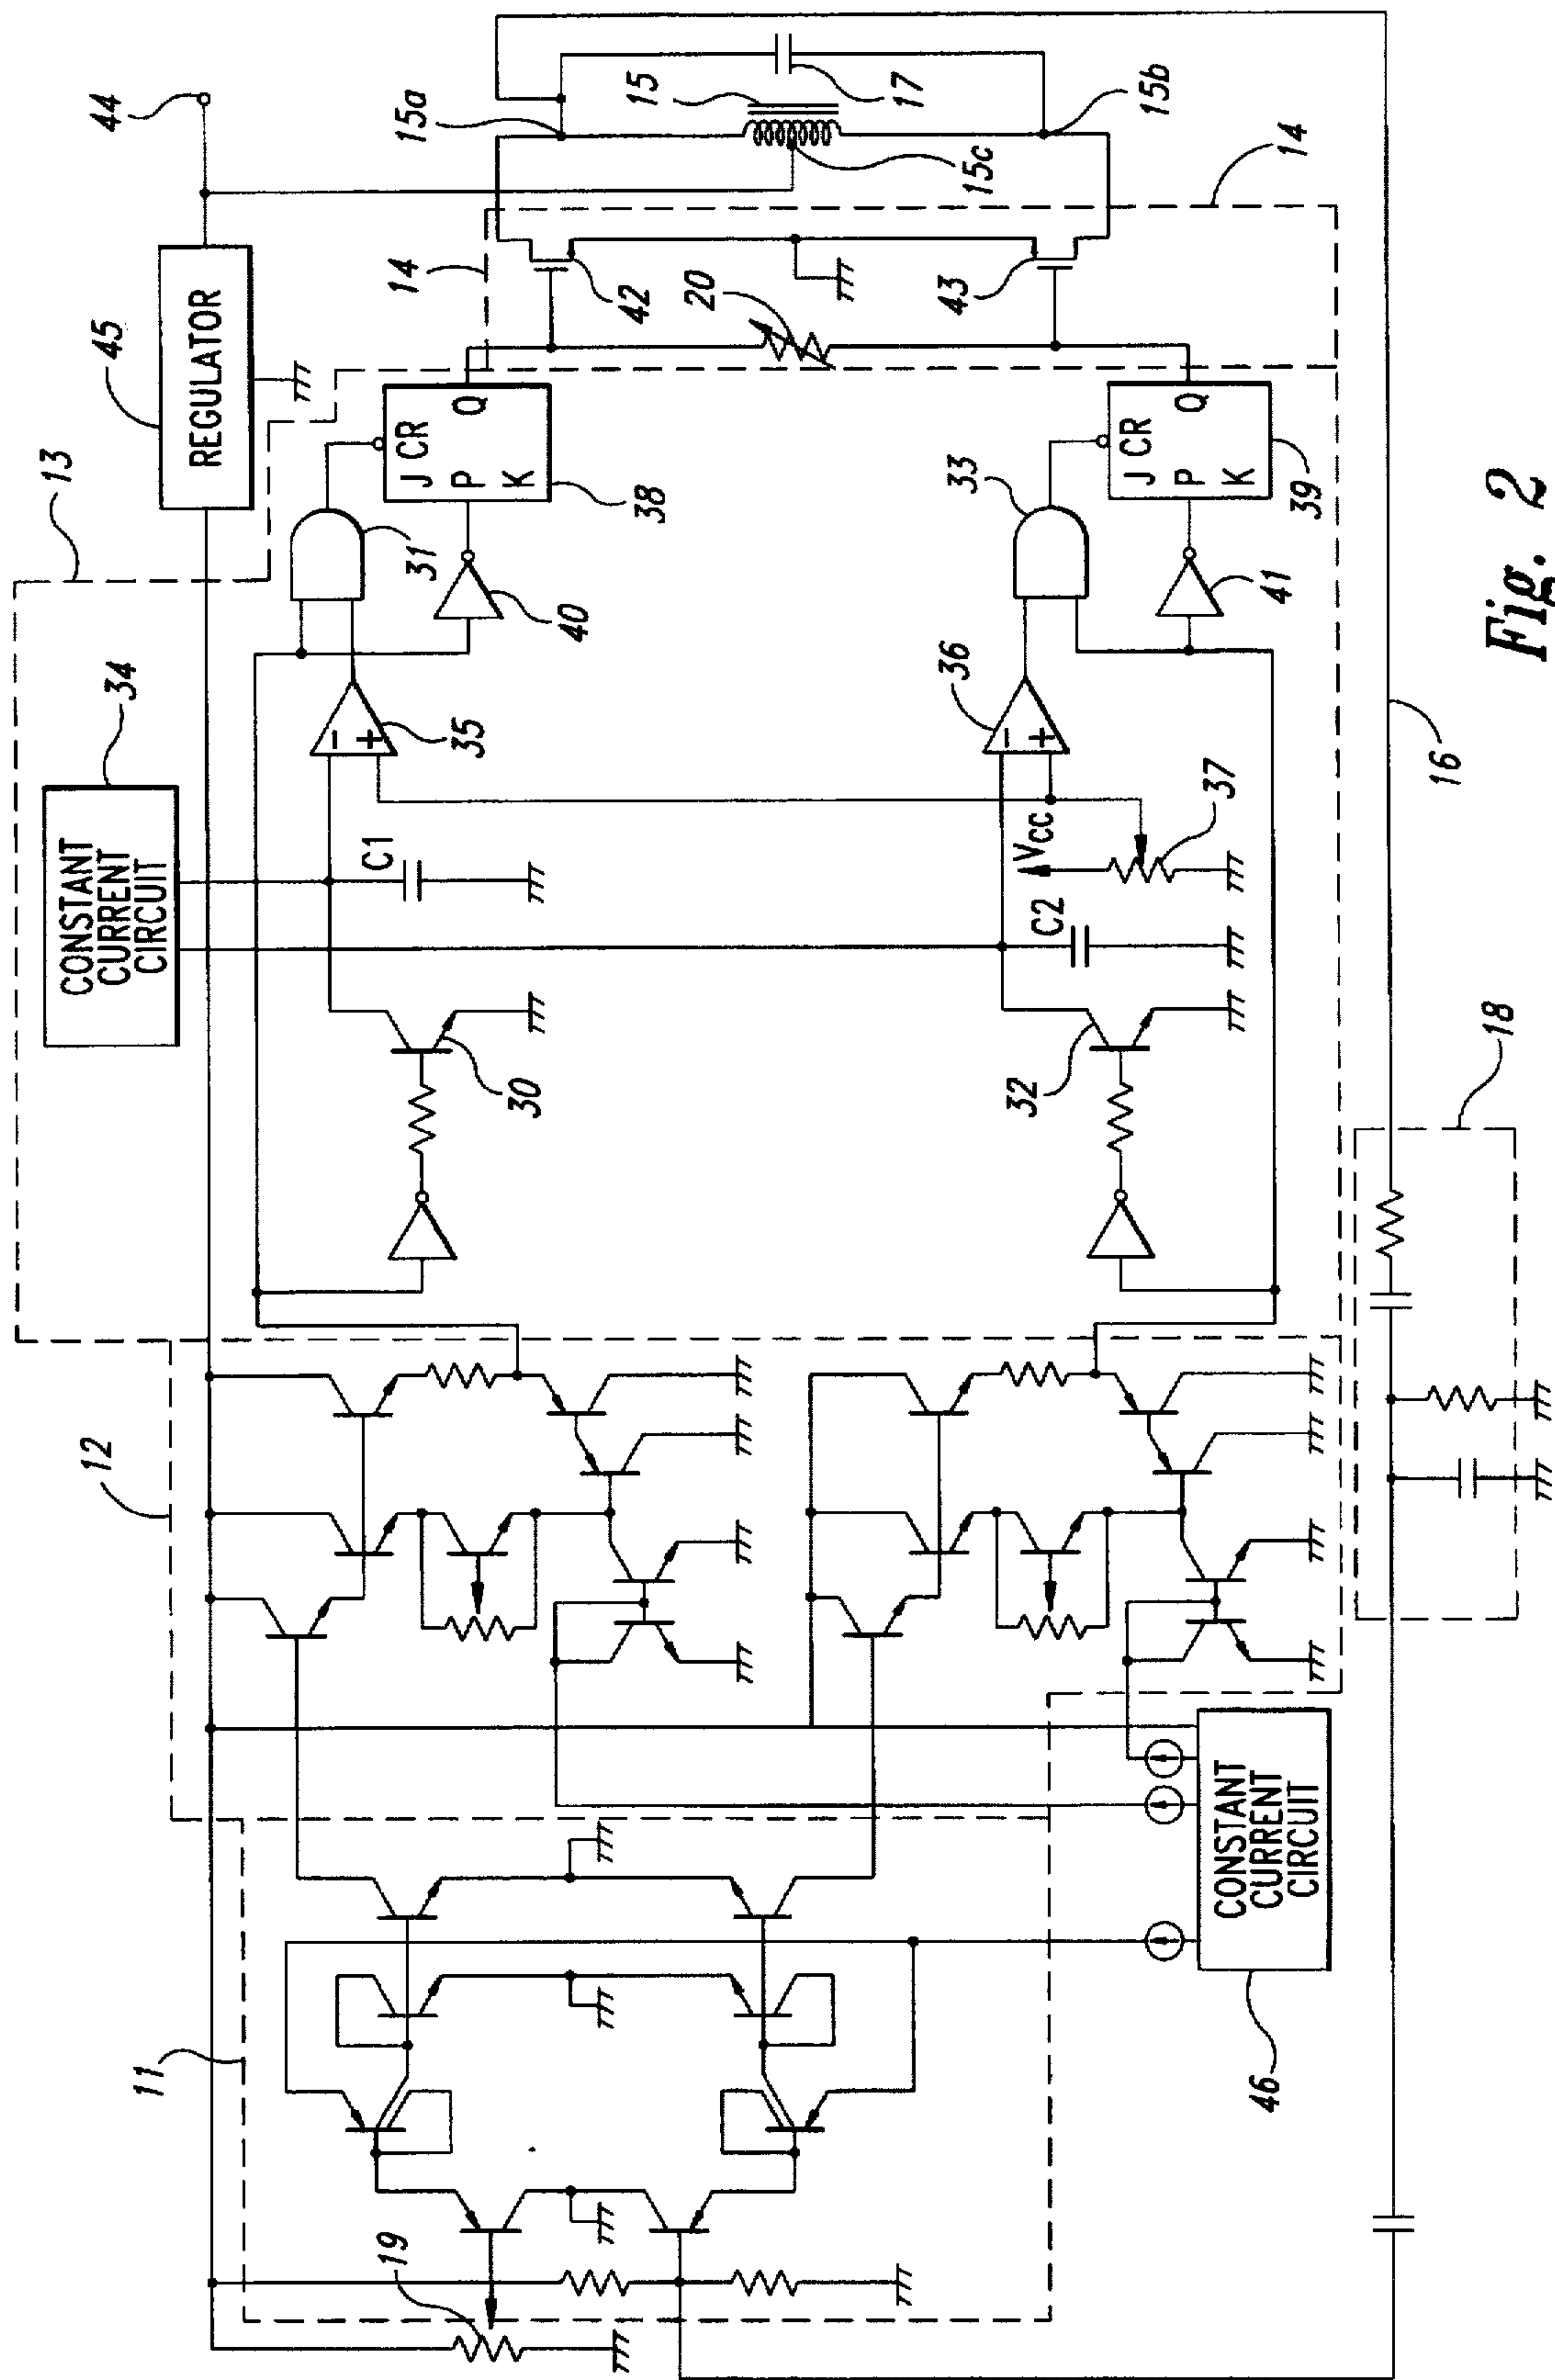 44
45
REGULATOR
13
34
CONSTANT
CURRENT
CIRCUIT
12
11
15a
15
17
15b
15c
14
14
42
43
20
J CR
P Q
K
38
31
40
35
- +
C1
30
33
J CR
P Q
K
39
41
36
- +
VCC
37
C2
32
16
18
19
46
CONSTANT
CURRENT
CIRCUIT
Fig. 2